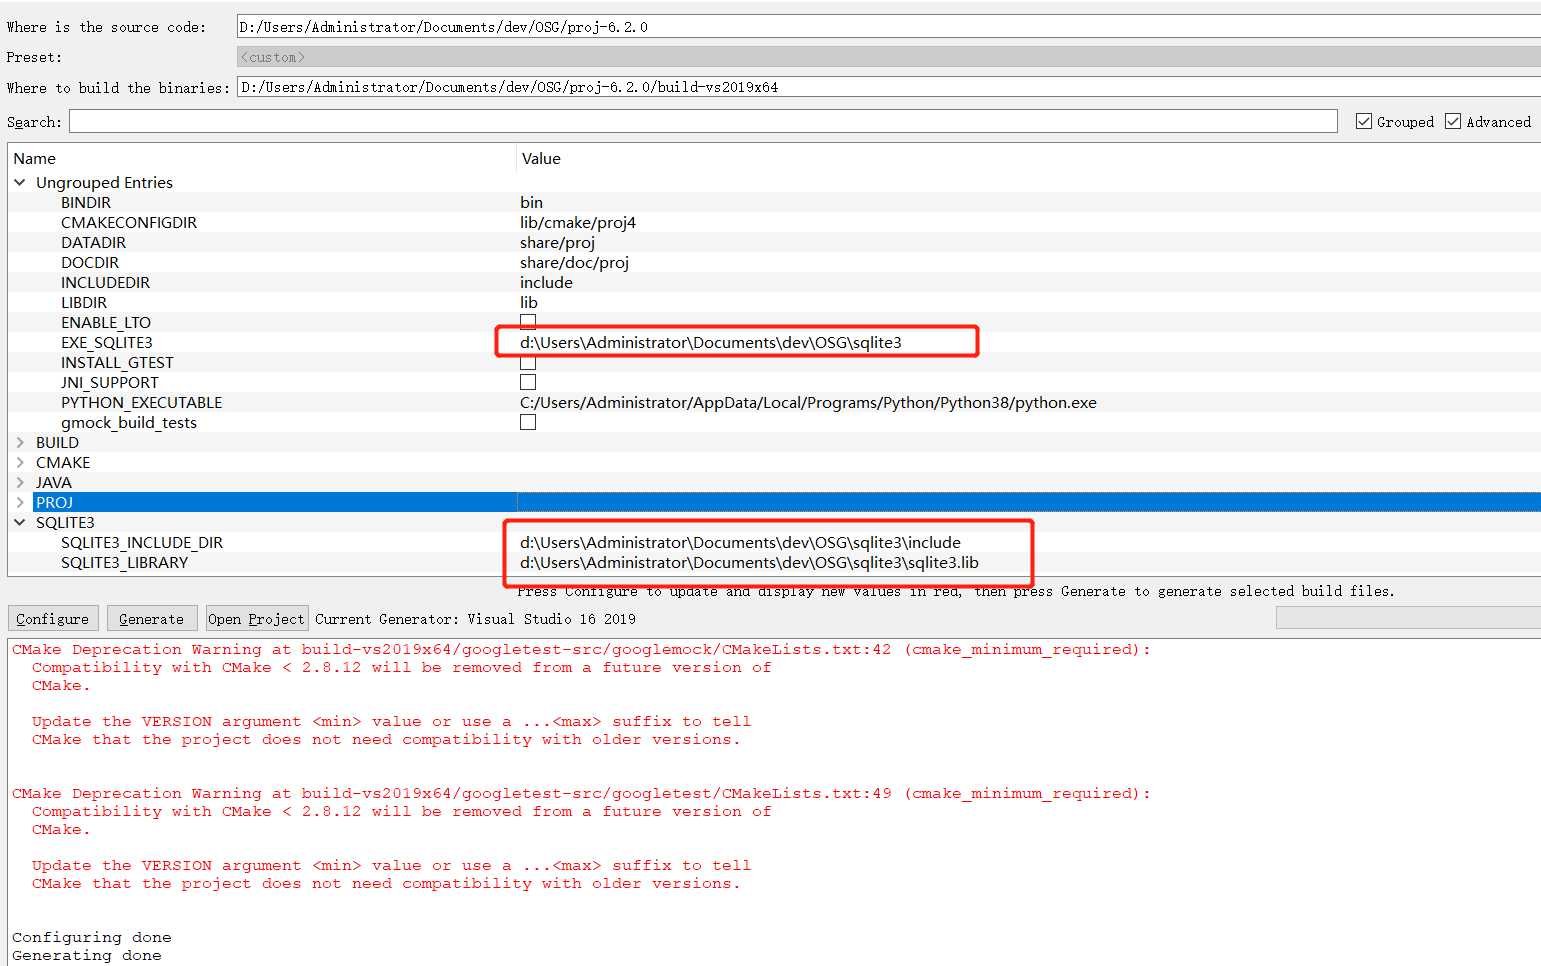 Where is the source code: D:/Users/Administrator/Documents/dev/OSG/proj-6.2.0
Preset: <custom>
Where to build the binaries: D:/Users/Administrator/Documents/dev/OSG/proj-6.2.0/build-vs2019x64
Search: Grouped Advanced
Name Value
Ungrouped Entries
BINDIR bin
CMAKECONFIGDIR lib/cmake/proj4
DATADIR share/proj
DOCDIR share/doc/proj
INCLUDEDIR include
LIBDIR lib
ENABLE_LTO
EXE_SQLITE3 d:\Users\Administrator\Documents\dev\OSG\sqlite3
INSTALL_GTEST
JNI_SUPPORT
PYTHON_EXECUTABLE C:/Users/Administrator/AppData/Local/Programs/Python/Python38/python.exe
gmock_build_tests
BUILD
CMAKE
JAVA
PROJ
SQLITE3
SQLITE3_INCLUDE_DIR d:\Users\Administrator\Documents\dev\OSG\sqlite3\include
SQLITE3_LIBRARY d:\Users\Administrator\Documents\dev\OSG\sqlite3\sqlite3.lib
Press Configure to update and display new values in red, then press Generate to generate selected build files.
Configure Generate Open Project Current Generator: Visual Studio 16 2019
CMake Deprecation Warning at build-vs2019x64/googletest-src/googlemock/CMakeLists.txt:42 (cmake_minimum_required):
Compatibility with CMake < 2.8.12 will be removed from a future version of
CMake.
Update the VERSION argument <min> value or use a ...<max> suffix to tell
CMake that the project does not need compatibility with older versions.
CMake Deprecation Warning at build-vs2019x64/googletest-src/googletest/CMakeLists.txt:49 (cmake_minimum_required):
Compatibility with CMake < 2.8.12 will be removed from a future version of
CMake.
Update the VERSION argument <min> value or use a ...<max> suffix to tell
CMake that the project does not need compatibility with older versions.
Configuring done
Generating done